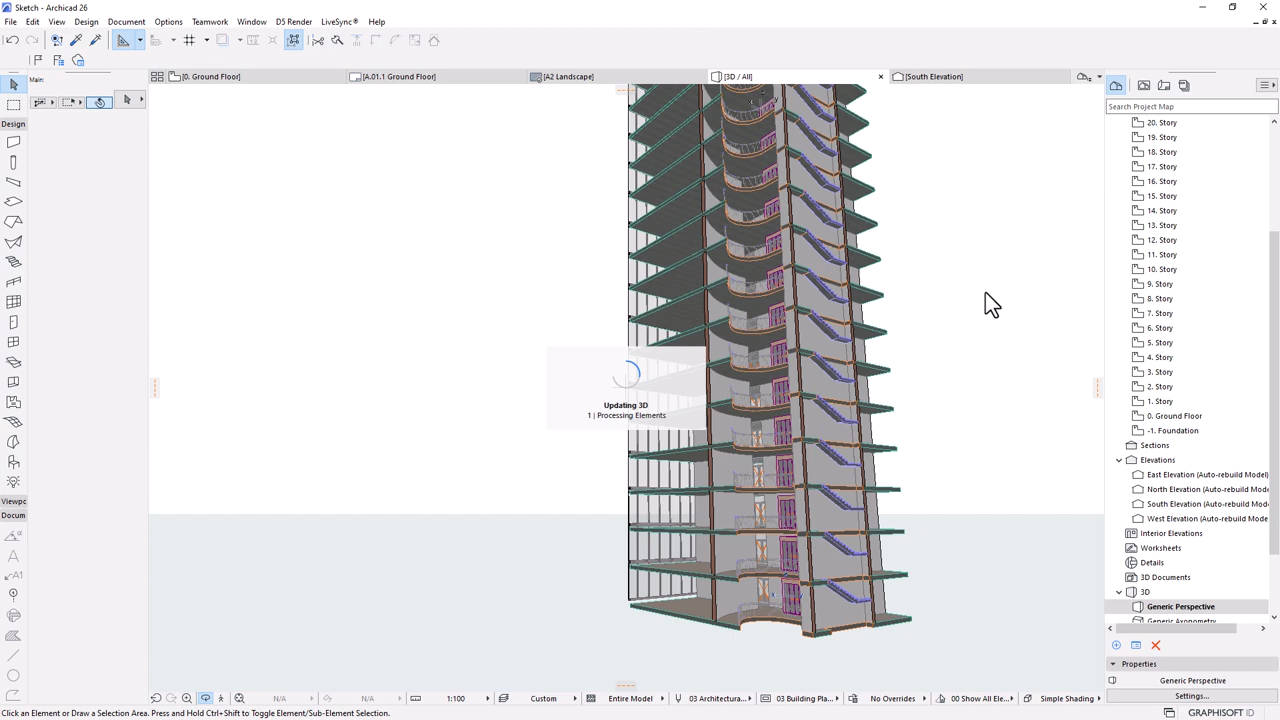 Sketch - Archicad 26
File Edit View Design Options Teamwork Document Window D5 Render LiveSync® Help
Main:
[0. Ground Floor]
[A.01.1 Ground Floor]
[A2 Landscape]
[3D / All]
[South Elevation]
Search Project Map
Design
20. Story
19. Story
18. Story
17. Story
16. Story
15. Story
14. Story
13. Story
12. Story
11. Story
10. Story
9. Story
8. Story
7. Story
6. Story
5. Story
4. Story
3. Story
2. Story
1. Story
0. Ground Floor
-1. Foundation
Sections
Elevations
East Elevation (Auto-rebuild Model)
North Elevation (Auto-rebuild Mode
South Elevation (Auto-rebuild Mode
West Elevation (Auto-rebuild Mode
Interior Elevations
Worksheets
Details
3D Documents
3D
Generic Perspective
Generic Axonometry
Updating 3D
1 | Processing Elements
Viewpo
Docum
A1
Properties
Generic Perspective
Settings...
N/A
N/A
1:100
Custom
Entire Model
03 Architectura...
03 Building Pla...
No Overrides
00 Show All Ele...
Simple Shading
Click an Element or Draw a Selection Area. Press and Hold Ctrl+Shift to Toggle Element/Sub-Element Selection.
GRAPHISOFT ID